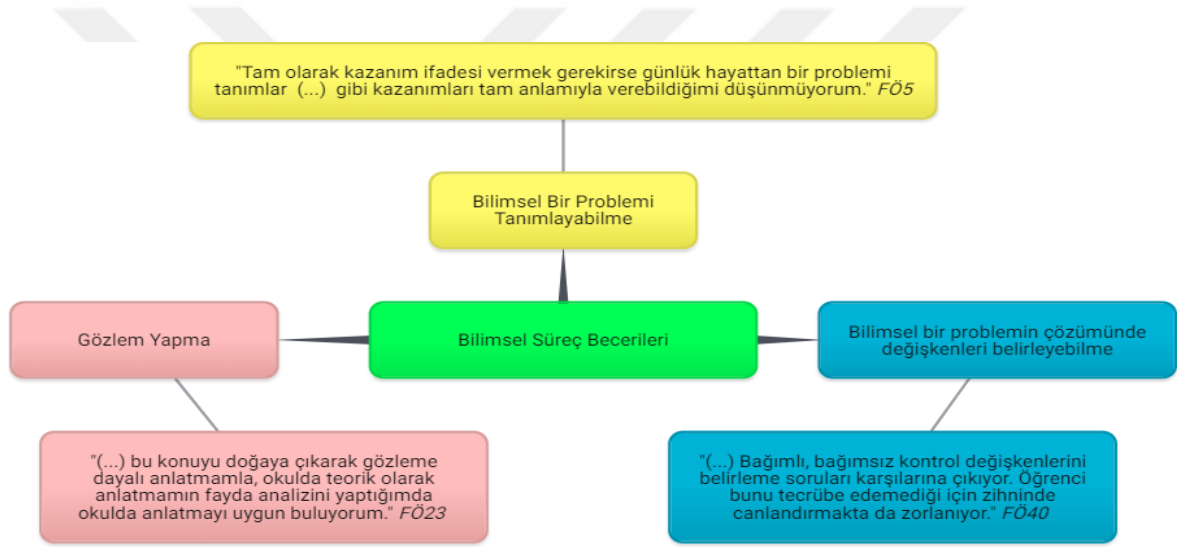 "Tam olarak kazanım ifadesi vermek gerekirse günlük hayattan bir problemi
tanımlar (...) gibi kazanımları tam anlamıyla verebildiğimi düşünmüyorum." FÖ5
Bilimsel Bir Problemi
Tanımlayabilme
Gözlem Yapma
Bilimsel Süreç Becerileri
Bilimsel bir problemin çözümünde
değişkenleri belirleyebilme
"(...) bu konuyu doğaya çıkarak gözleme
dayalı anlatmamla, okulda teorik olarak
anlatmamın fayda analizini yaptığımda
okulda anlatmayı uygun buluyorum." FÖ23
"(...) Bağımlı, bağımsız kontrol değişkenlerini
belirleme soruları karşılarına çıkıyor. Öğrenci
bunu tecrübe edemediği için zihninde
canlandırmakta da zorlanıyor." FÖ40